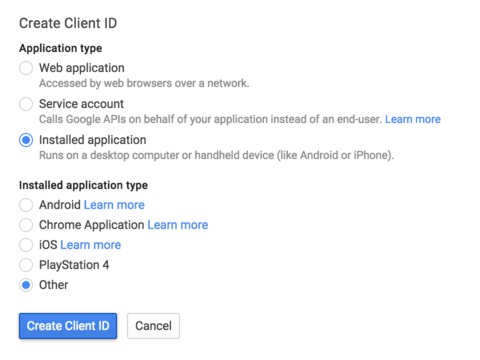 Create Client ID
Application type
Web application
Accessed by web browsers over a network.
Service account
Calls Google APIs on behalf of your application instead of an end-user. Learn more
Installed application
Runs on a desktop computer or handheld device (like Android or iPhone).
Installed application type
Android Learn more
Chrome Application Learn more
iOS Learn more
PlayStation 4
Other
Create Client ID Cancel